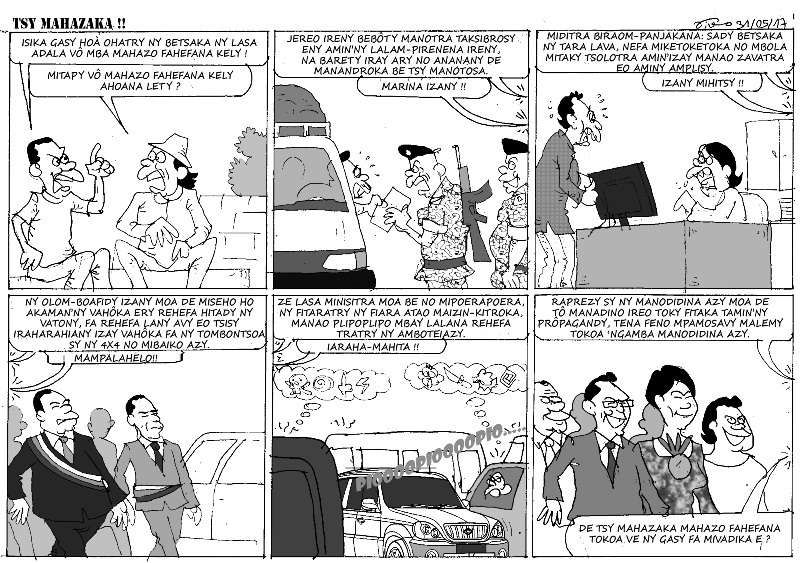 TSY MAHAZAKA !!
31/05/17
ISIKA GASY HOÀ OHATRY NY BETSAKA NY LASA
ADALA VÔ MBA MAHAZO FAHEFANA KELY !
MITAPY VÔ MAHAZO FAHEFANA KELY
AHOANA LETY ?
JEREO IRENY BEBÔTY MANOTRA TAKSIBROSY
ENY AMIN'NY LALAM-PIRENENA IRENY,
NA BARETY IRAY ARY NO ANANANY DE
MANANDROKA BE TSY MANÔTOSA.
MARINA IZANY !!
MIDITRA BIRAOM-PANJAKANA: SADY BETSAKA
NY TARA LAVA, NEFA MIKETOKETOKA NO MBOLA
MITAKY TSOLOTRA AMIN'IZAY MANAO ZAVATRA
EO AMINY AMPLISY.
IZANY MIHITSY !!
NY OLOM-BOAFIDY IZANY MOA DE MISEHO HO
AKAMAN'NY VAHÔKA ERY REHEFA HITADY NY
VATONY, FA REHEFA LANY AVY EO TSISY
IRAHARAHIANY IZAY VAHÔKA FA NY TOMBONTSOA
SY NY 4X4 NO MIBAIKO AZY.
MAMPALAHELO!!
ZE LASA MINISITRA MOA BE NO MIPOERAPOERA,
NY FITARATRY NY FIARA ATAO MAIZIN-KITROKA,
MANAO PLIPOPLIPO MBAY LALANA REHEFA
TRATRY NY AMBOTEIAZY.
IARAHA-MAHITA !!
PIOOOOPIOOOOPIO.....
RAPREZY SY NY MANODIDINA AZY MOA DE
TÔ MANADINO IREO TOKY FITAKA TAMIN'NY
PRÔPAGANDY, TENA FENO MPAMOSAVY MALEMY
TOKOA 'NGAMBA MANODIDINA AZY.
DE TSY MAHAZAKA MAHAZO FAHEFANA
TOKOA VE NY GASY FA MIVADIKA E ?